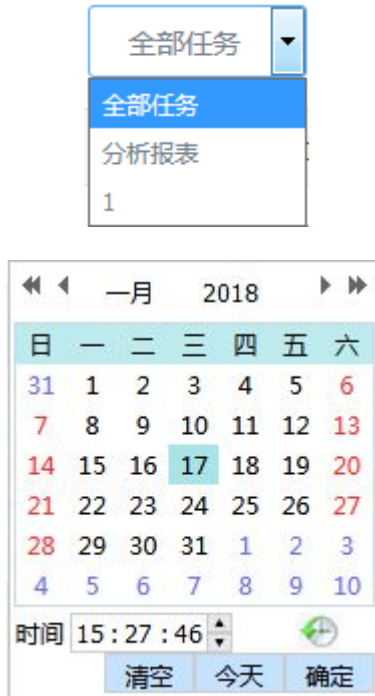 全部任务
全部任务
分析报表
1
一月 2018
日 一 二 三 四 五 六
31 1 2 3 4 5 6
7 8 9 10 11 12 13
14 15 16 17 18 19 20
21 22 23 24 25 26 27
28 29 30 31 1 2 3
4 5 6 7 8 9 10
时间 15:27:46
清空 今天 确定